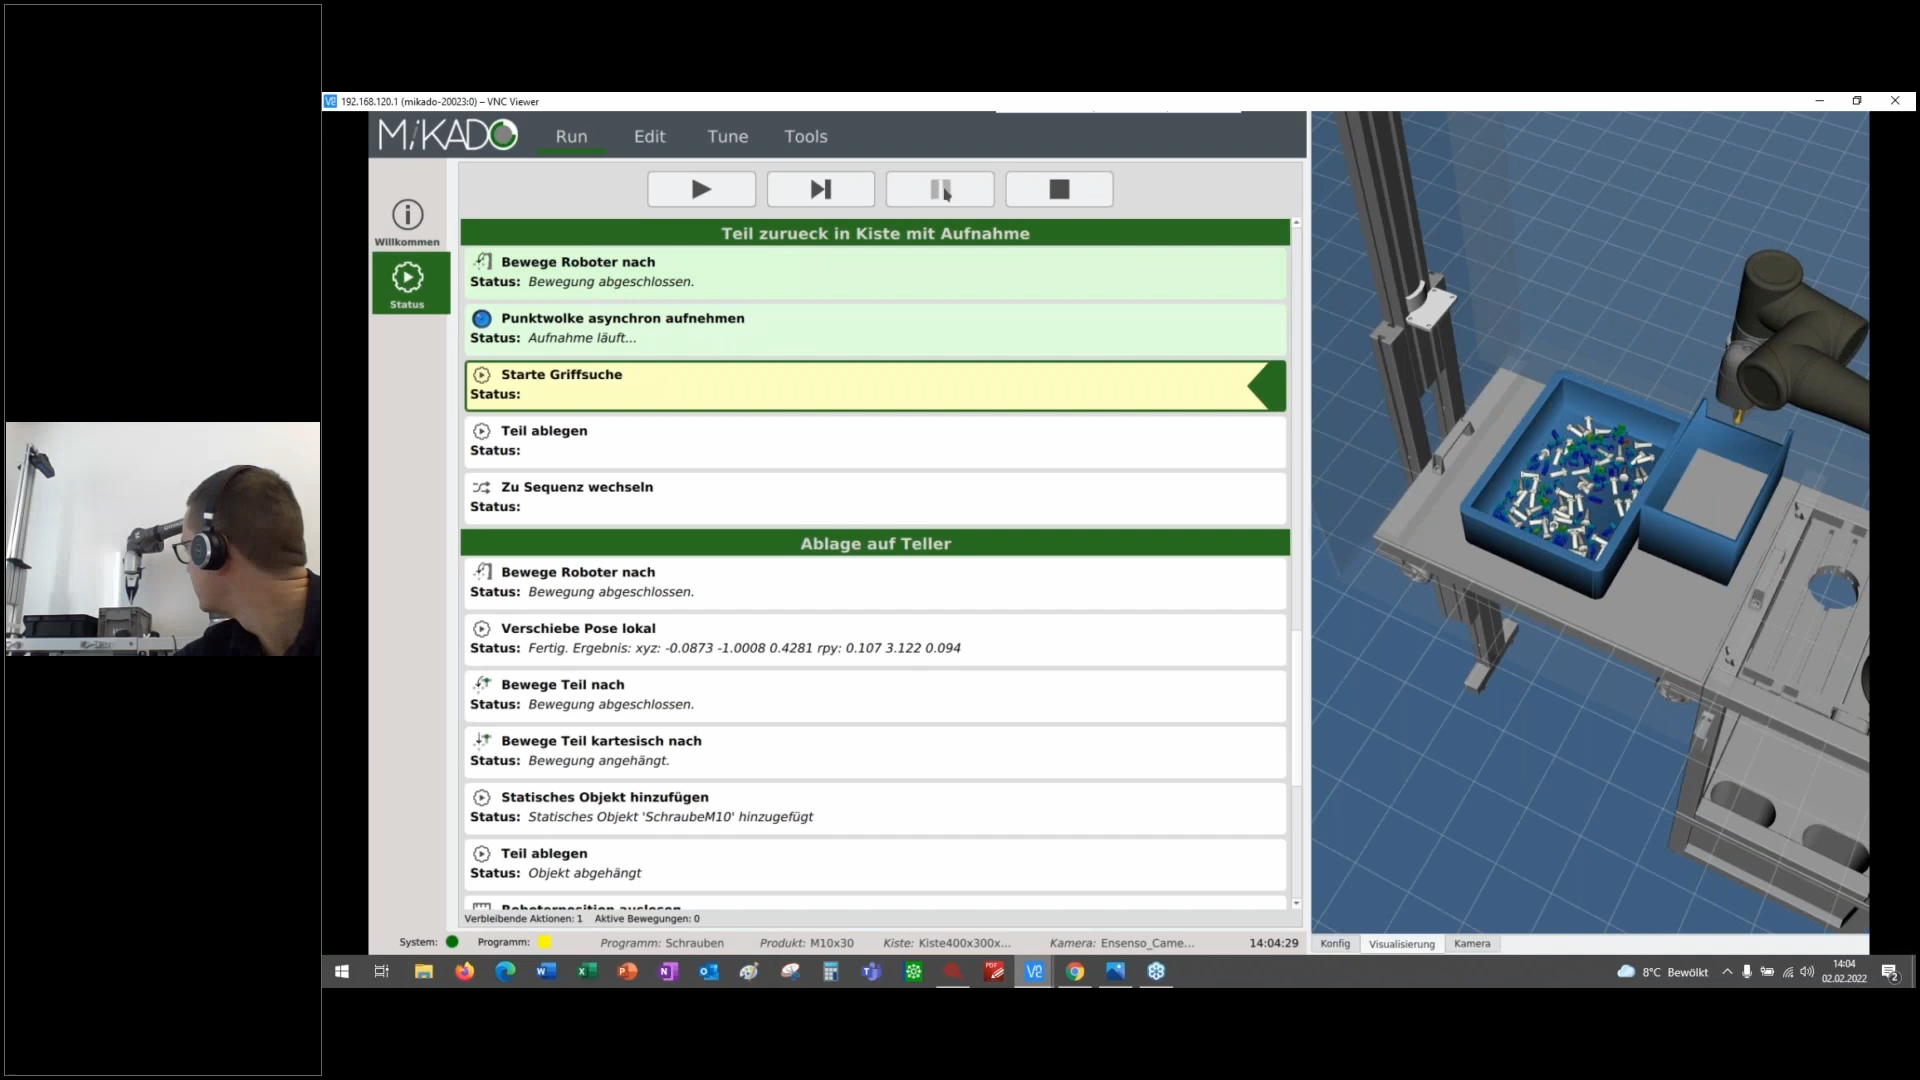 192.168.120.1 (mikado-20023:0) – VNC Viewer
MiKADO
Run Edit Tune Tools
Willkommen
Status
Teil zurueck in Kiste mit Aufnahme
Bewege Roboter nach
Status: Bewegung abgeschlossen.
Punktwolke asynchron aufnehmen
Status: Aufnahme läuft...
Starte Griffsuche
Status:
Teil ablegen
Status:
Zu Sequenz wechseln
Status:
Ablage auf Teller
Bewege Roboter nach
Status: Bewegung abgeschlossen.
Verschiebe Pose lokal
Status: Fertig. Ergebnis: xyz: -0.0873 -1.0008 0.4281 rpy: 0.107 3.122 0.094
Bewege Teil nach
Status: Bewegung abgeschlossen.
Bewege Teil kartesisch nach
Status: Bewegung angehängt.
Statisches Objekt hinzufügen
Status: Statisches Objekt 'SchraubeM10' hinzugefügt
Teil ablegen
Status: Objekt abgehängt
Verbleibende Aktionen: 1 Aktive Bewegungen: 0
System: Programm: Programm: Schrauben Produkt: M10x30 Kiste: Kiste400x300x... Kamera: Ensenso_Came... 14:04:29
Konfig Visualisierung Kamera
8°C Bewölkt
14:04
02.02.2022
2